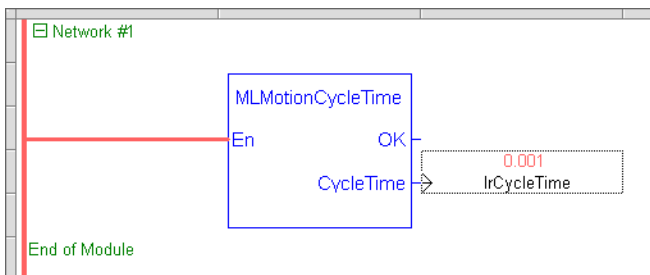 Network #1
MLMotionCycleTime
En OK
0.001
CycleTime lrCycleTime
End of Module